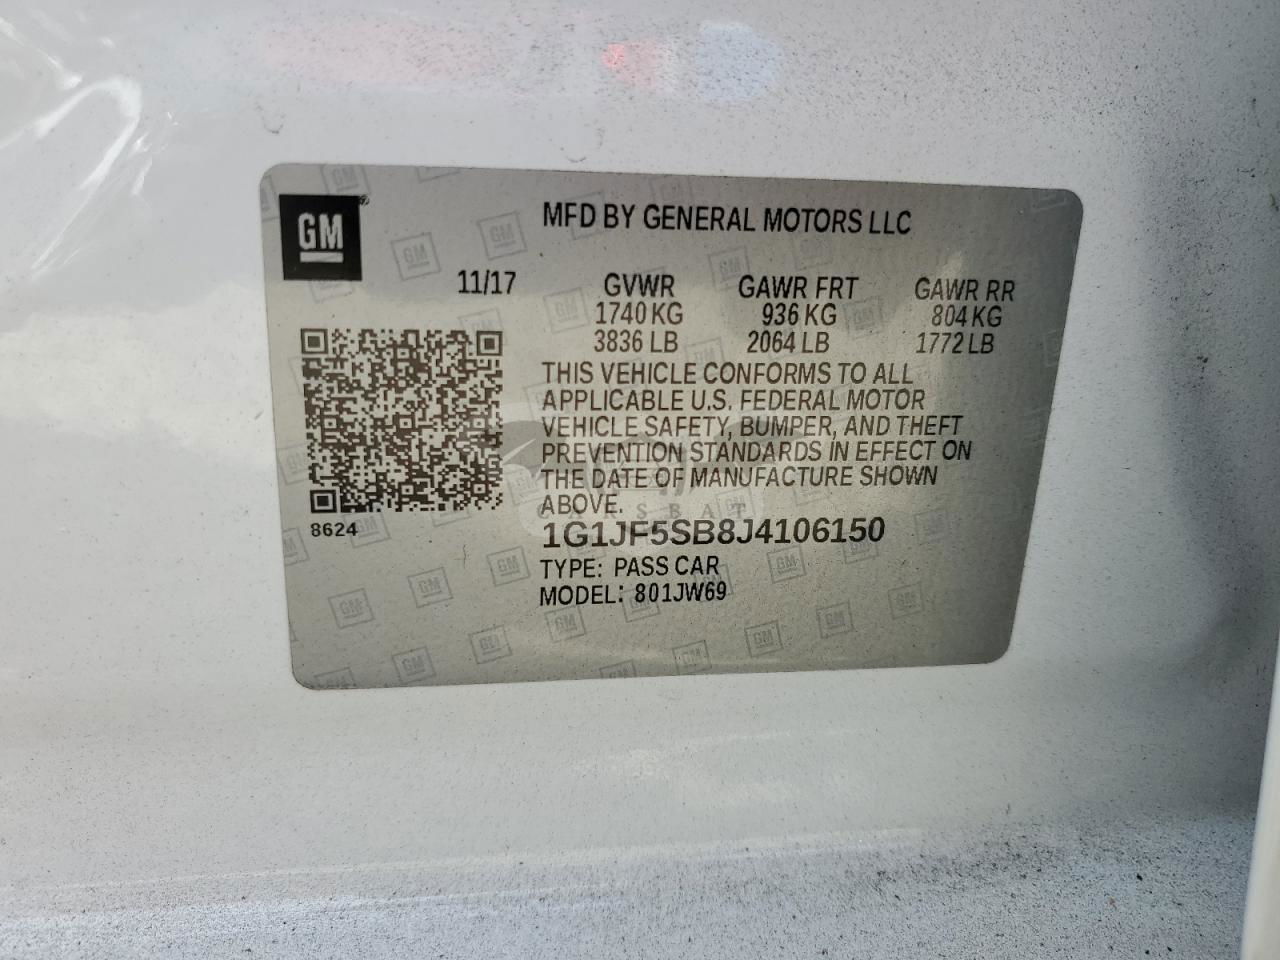 GM
MFD BY GENERAL MOTORS LLC
11/17 GVWR GAWR FRT GAWR RR
1740 KG 936 KG 804 KG
3836 LB 2064 LB 1772 LB
THIS VEHICLE CONFORMS TO ALL
APPLICABLE U.S. FEDERAL MOTOR
VEHICLE SAFETY, BUMPER, AND THEFT
PREVENTION STANDARDS IN EFFECT ON
THE DATE OF MANUFACTURE SHOWN
ABOVE.
8624
1G1JF5SB8J4106150
TYPE: PASS CAR
MODEL: 801JW69